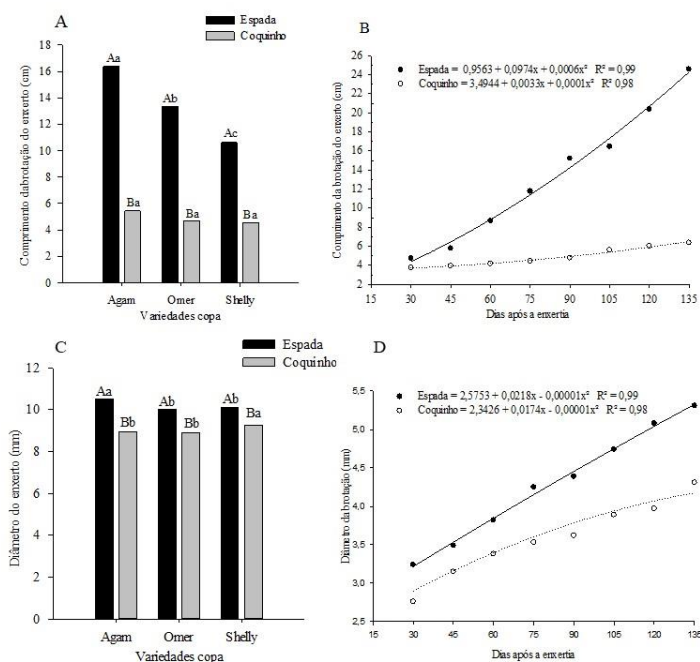 A
Espada
Coquinho
Comprimento dabrotação do enxerto (cm)
18
16
14
12
10
8
6
4
2
0
Aa
Ba
Ab
Ba
Ac
Ba
Agam
Omer
Shelly
Variedades copa
B
Espada = 0,9563 + 0,0974x + 0,0006x² R² = 0,99
Coquinho = 3,4944 + 0,0033x + 0,0001x² R² 0,98
Comprimento da brotação do enxerto (cm)
26
24
22
20
18
16
14
12
10
8
6
4
2
15
30
45
60
75
90
105
120
135
Dias após a enxertia
C
Espada
Coquinho
Diâmetro do enxerto (mm)
12
10
8
6
4
2
0
Aa
Bb
Ab
Bb
Ab
Ba
Agam
Omer
Shelly
Variedades copa
D
Espada = 2,5753 + 0,0218x - 0,00001x² R² = 0,99
Coquinho = 2,3426 + 0,0174x - 0,00001x² R² = 0,98
Diâmetro da brotação (mm)
5,5
5,0
4,5
3,5
3,0
2,5
15
15
30
45
60
75
90
105
120
135
Dias após a enxertia